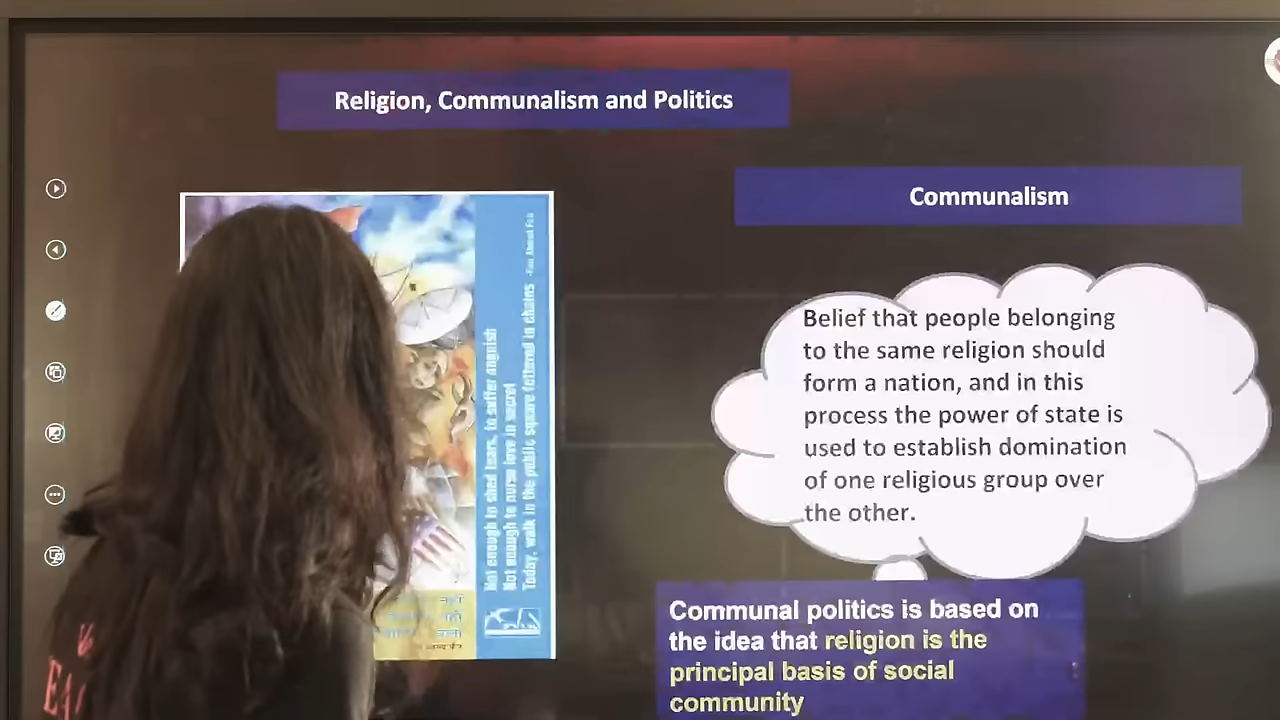 Religion, Communalism and Politics
Communalism
Not enough to shed tears, to suffer anguish
Not enough to nurse love in secret
Today, walk in the public square fettered in chains
Belief that people belonging
to the same religion should
form a nation, and in this
process the power of state is
used to establish domination
of one religious group over
the other.
Communal politics is based on
the idea that religion is the
principal basis of social
community